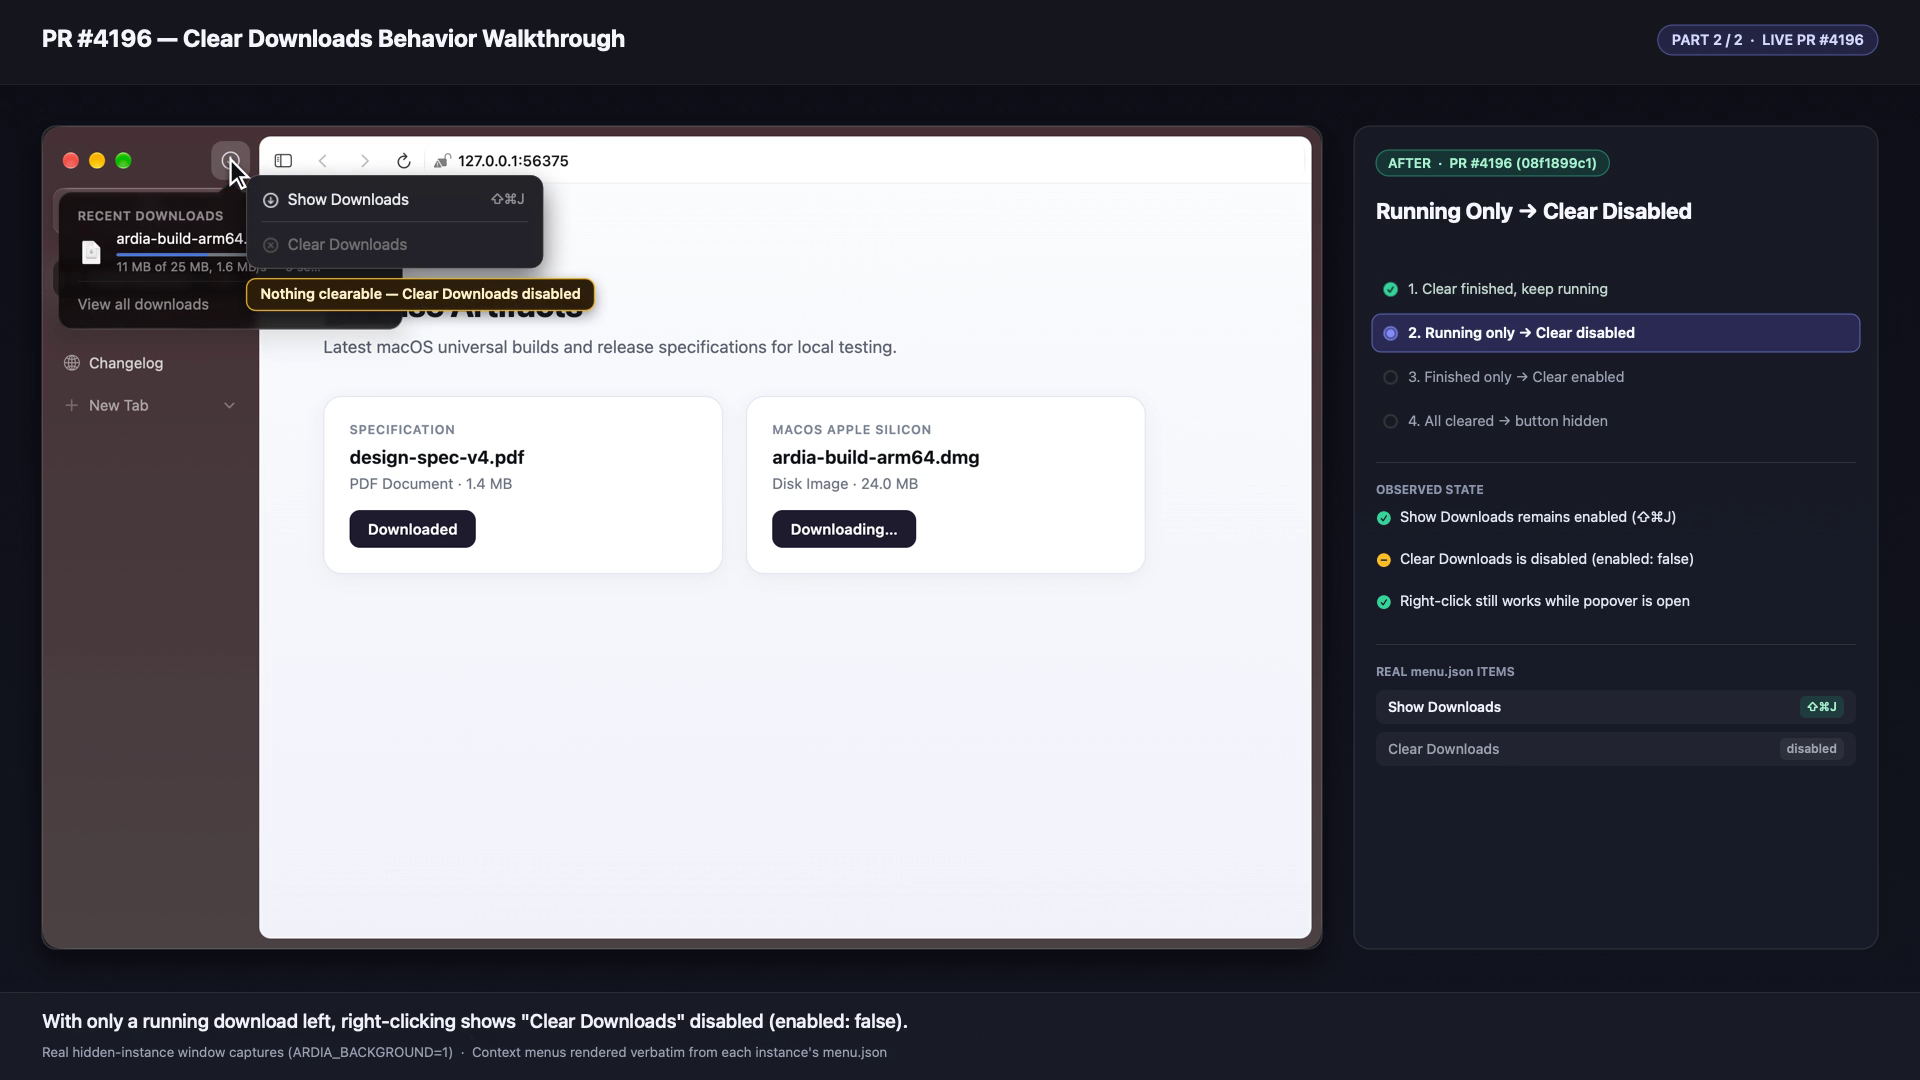 PR #4196 — Clear Downloads Behavior Walkthrough
PART 2 / 2 · LIVE PR #4196
127.0.0.1:56375
Show Downloads ⇧⌘J
Clear Downloads
RECENT DOWNLOADS
ardia-build-arm64.
11 MB of 25 MB, 1.6 MB/s
View all downloads
Nothing clearable — Clear Downloads disabled
Artifacts
Latest macOS universal builds and release specifications for local testing.
Changelog
New Tab
SPECIFICATION
design-spec-v4.pdf
PDF Document · 1.4 MB
Downloaded
MACOS APPLE SILICON
ardia-build-arm64.dmg
Disk Image · 24.0 MB
Downloading...
AFTER · PR #4196 (08f1899c1)
Running Only → Clear Disabled
1. Clear finished, keep running
2. Running only → Clear disabled
3. Finished only → Clear enabled
4. All cleared → button hidden
OBSERVED STATE
Show Downloads remains enabled (⇧⌘J)
Clear Downloads is disabled (enabled: false)
Right-click still works while popover is open
REAL menu.json ITEMS
Show Downloads ⇧⌘J
Clear Downloads disabled
With only a running download left, right-clicking shows "Clear Downloads" disabled (enabled: false).
Real hidden-instance window captures (ARDIA_BACKGROUND=1) · Context menus rendered verbatim from each instance's menu.json